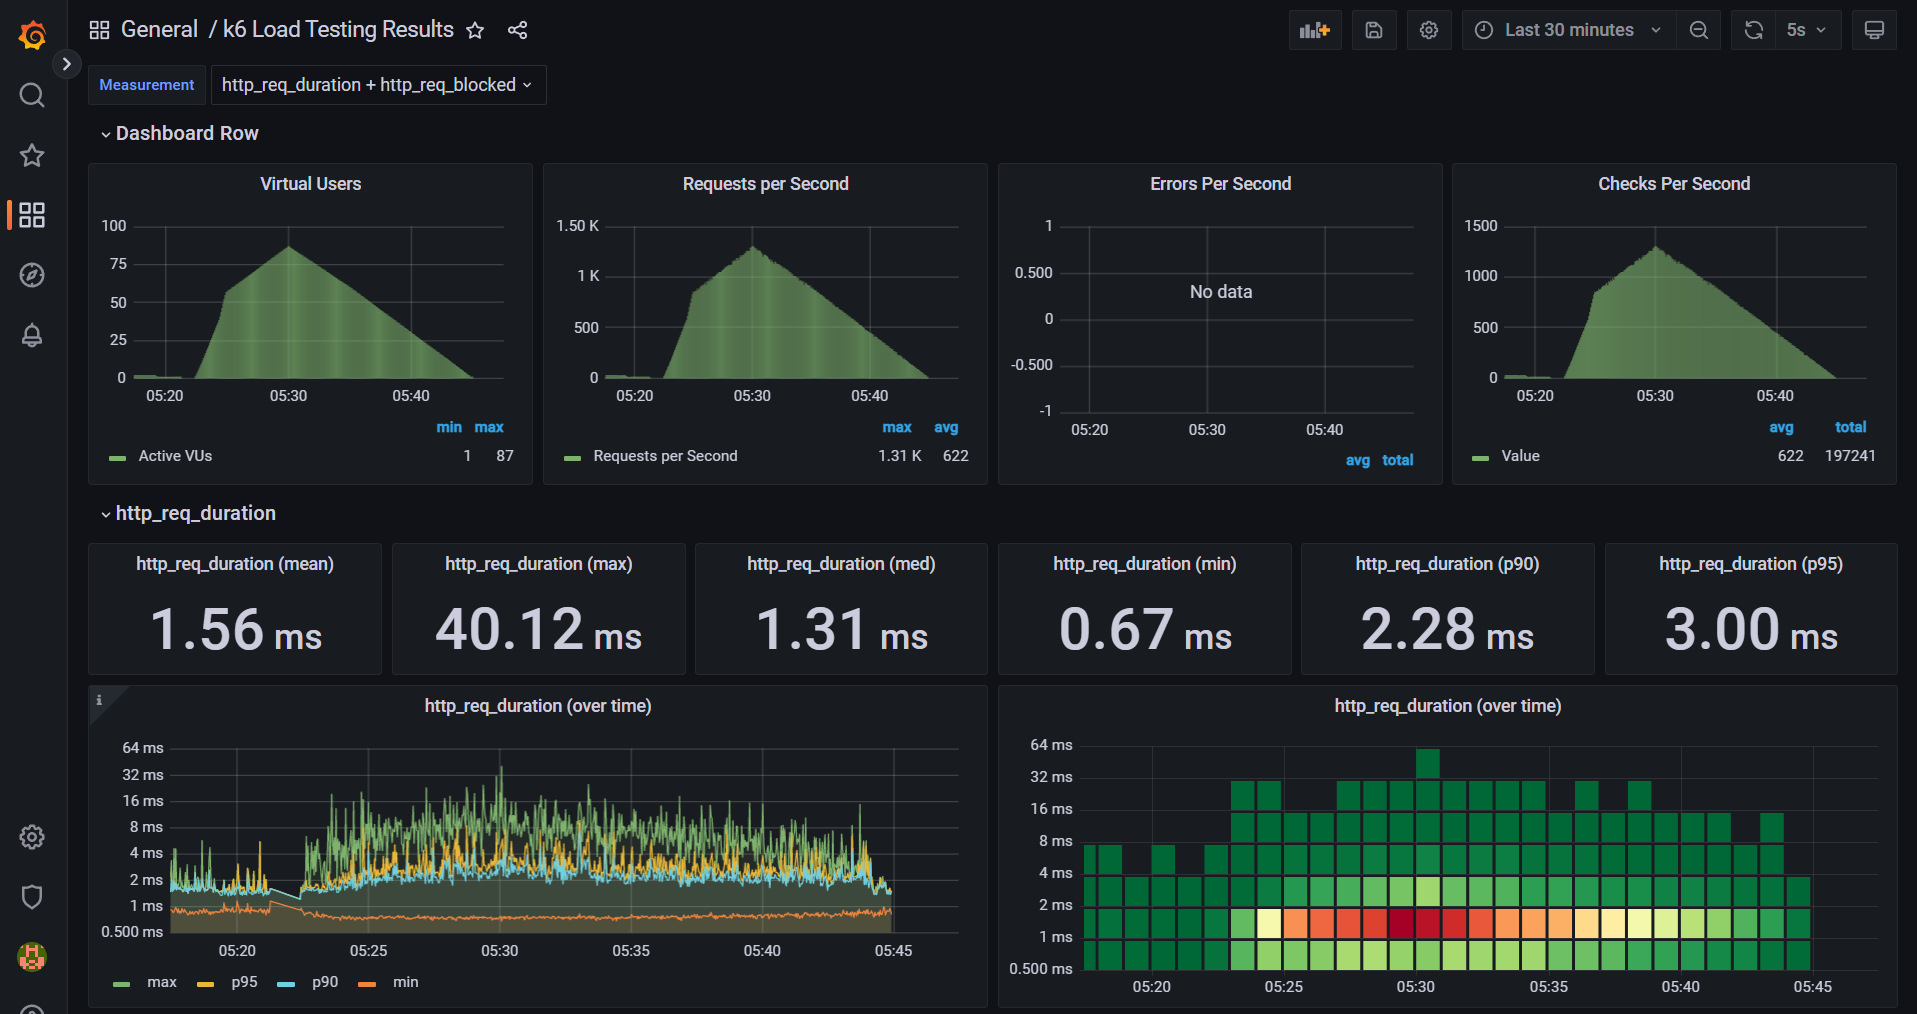 General / k6 Load Testing Results
Last 30 minutes
5s
Measurement
http_req_duration + http_req_blocked
Dashboard Row
Virtual Users
100
75
50
25
0
05:20 05:30 05:40
min max
Active VUs 1 87
Requests per Second
1.50 K
1 K
500
0
05:20 05:30 05:40
max avg
Requests per Second 1.31 K 622
Errors Per Second
1
0.500
No data
0
-0.500
-1
05:20 05:30 05:40
avg total
Checks Per Second
1500
1000
500
0
05:20 05:30 05:40
avg total
Value 622 197241
http_req_duration
http_req_duration (mean)
1.56 ms
http_req_duration (max)
40.12 ms
http_req_duration (med)
1.31 ms
http_req_duration (min)
0.67 ms
http_req_duration (p90)
2.28 ms
http_req_duration (p95)
3.00 ms
i
http_req_duration (over time)
64 ms
32 ms
16 ms
8 ms
4 ms
2 ms
1 ms
0.500 ms
05:20 05:25 05:30 05:35 05:40 05:45
max p95 p90 min
http_req_duration (over time)
64 ms
32 ms
16 ms
8 ms
4 ms
2 ms
1 ms
0.500 ms
05:20 05:25 05:30 05:35 05:40 05:45